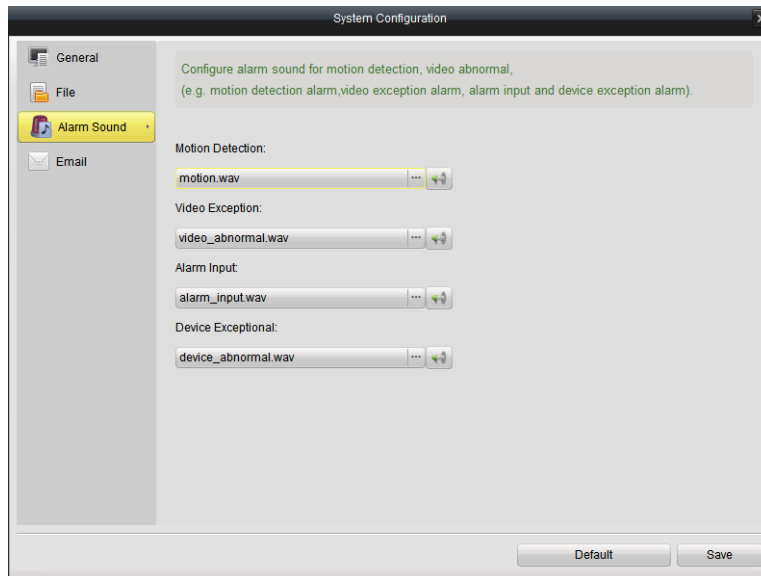 System Configuration
General
File
Alarm Sound
Email
Configure alarm sound for motion detection, video abnormal,
(e.g. motion detection alarm,video exception alarm, alarm input and device exception alarm).
Motion Detection:
motion.wav
Video Exception:
video_abnormal.wav
Alarm Input:
alarm_input.wav
Device Exceptional:
device_abnormal.wav
Default
Save